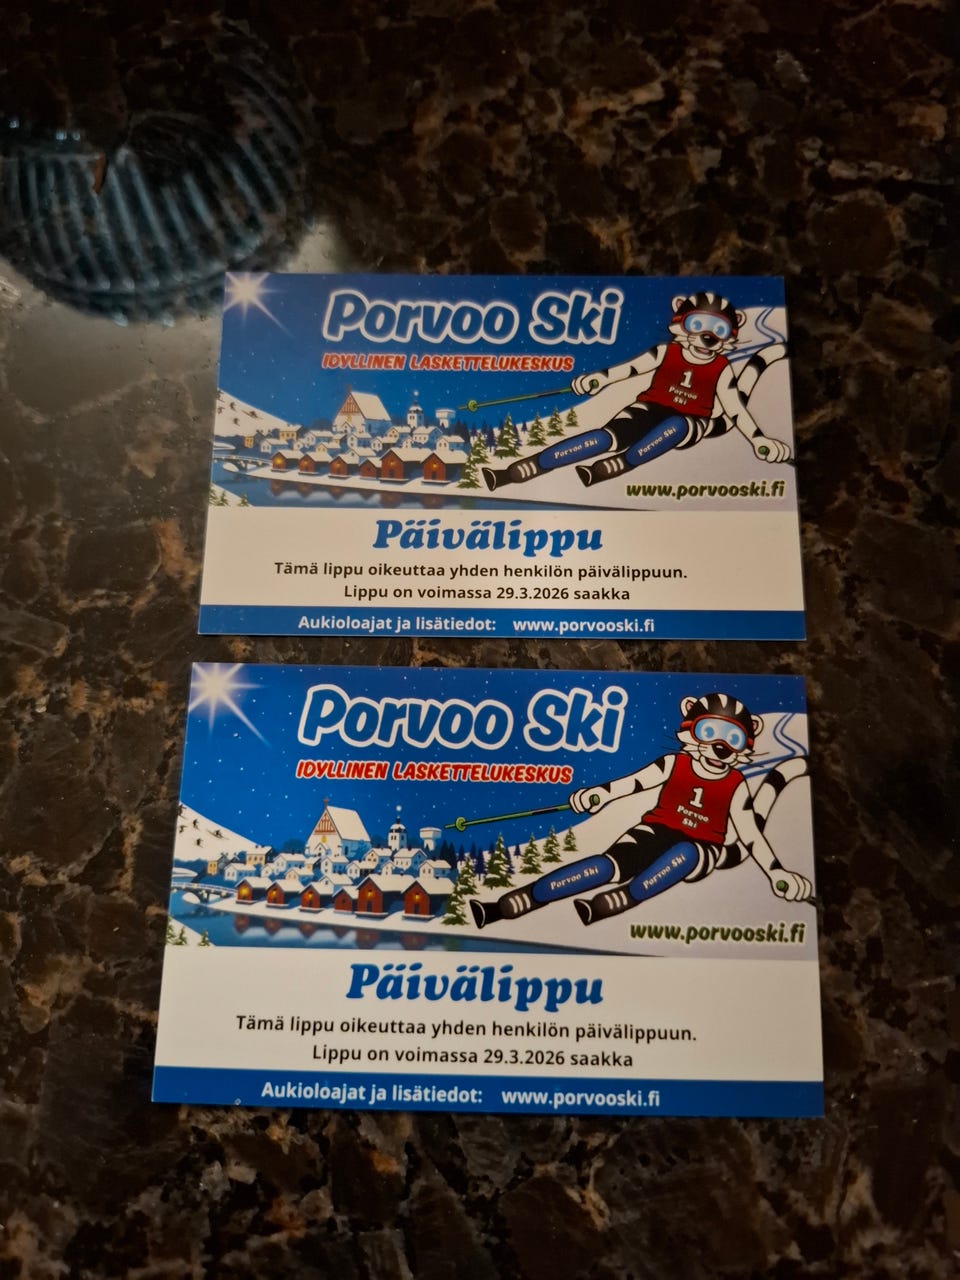 Porvoo Ski
IDYLLINEN LASKETTELUKESKUS
1
Porvoo
Ski
Porvoo Ski
Porvoo Ski
www.porvooski.fi
Päivälippu
Tämä lippu oikeuttaa yhden henkilön päivälippuun.
Lippu on voimassa 29.3.2026 saakka
Aukioloajat ja lisätiedot: www.porvooski.fi
Porvoo Ski
IDYLLINEN LASKETTELUKESKUS
1
Porvoo
Ski
Porvoo Ski
Porvoo Ski
www.porvooski.fi
Päivälippu
Tämä lippu oikeuttaa yhden henkilön päivälippuun.
Lippu on voimassa 29.3.2026 saakka
Aukioloajat ja lisätiedot: www.porvooski.fi